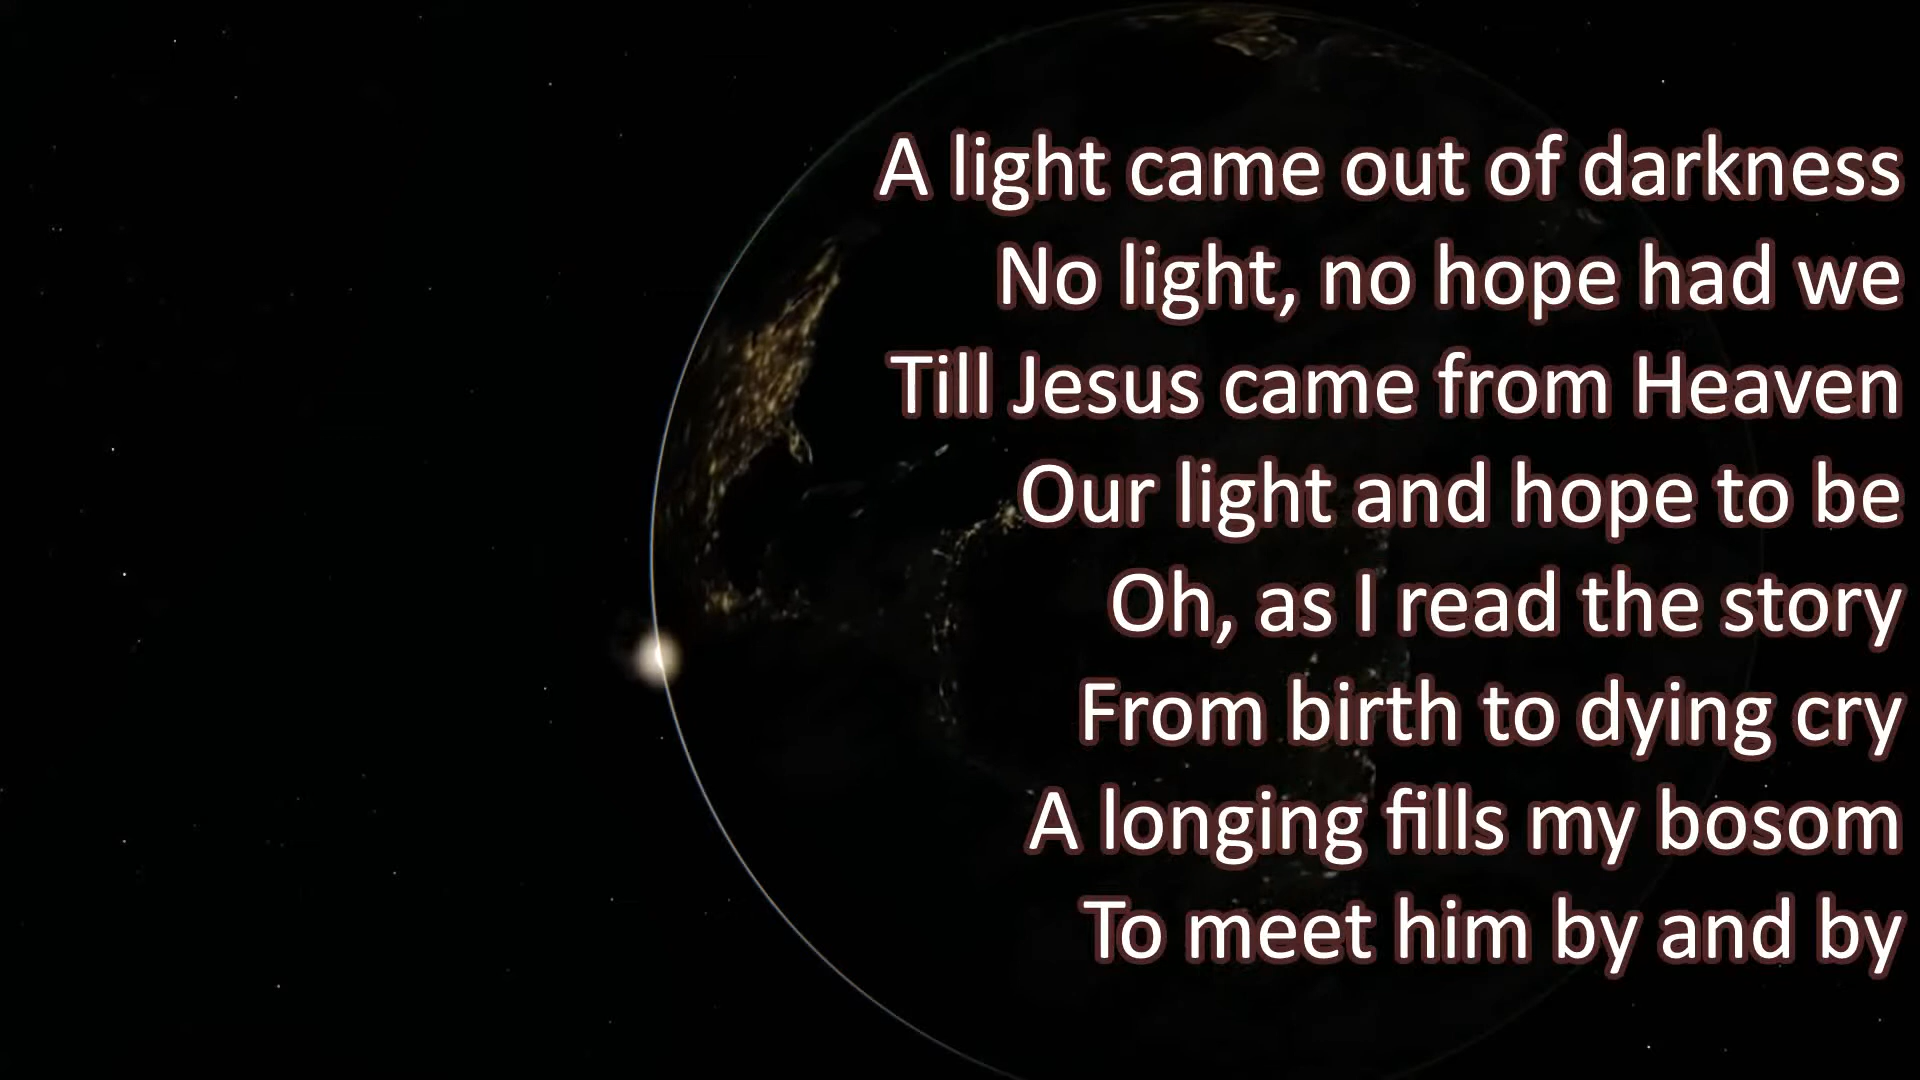 A light came out of darkness
No light, no hope had we
Till Jesus came from Heaven
Our light and hope to be
Oh, as I read the story
From birth to dying cry
A longing fills my bosom
To meet him by and by